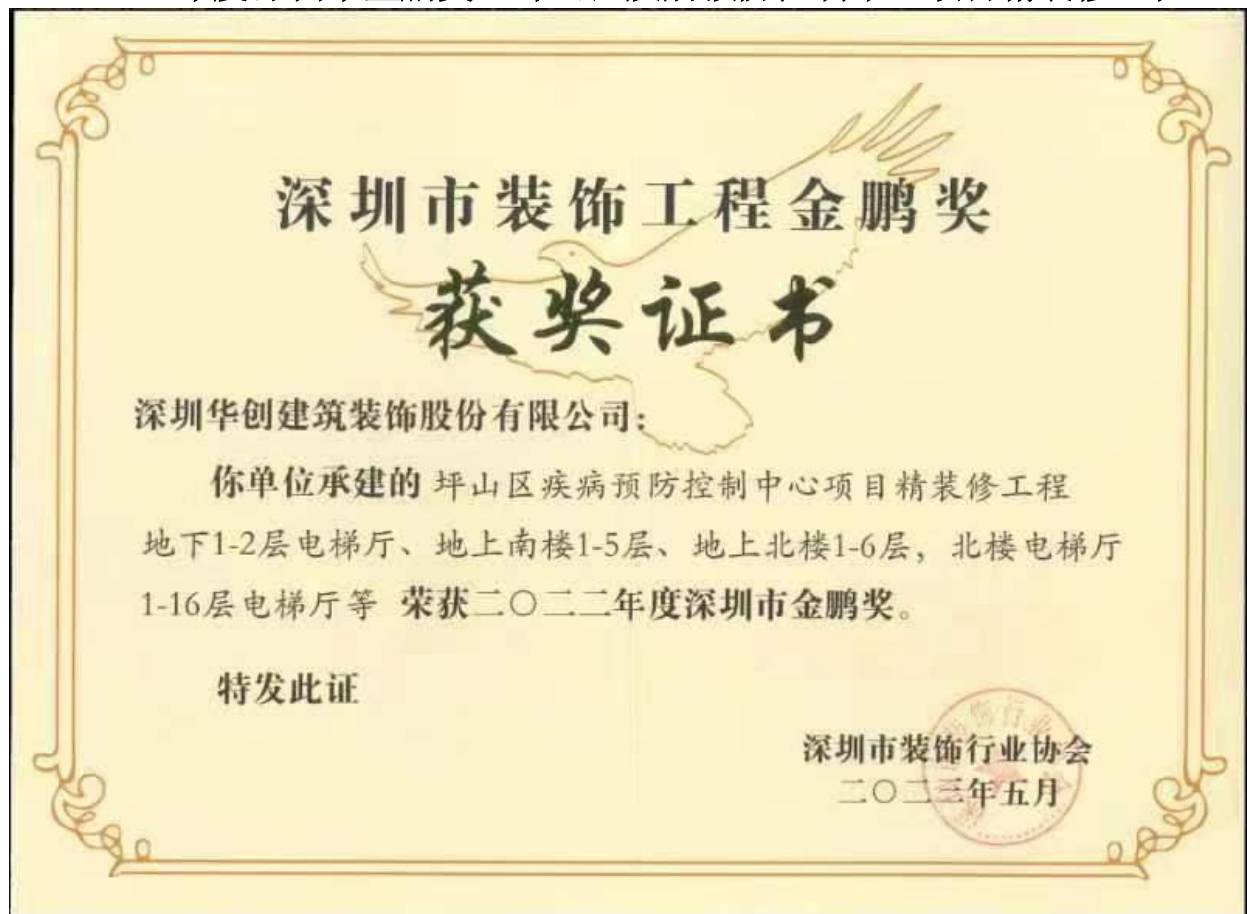 深圳市装饰工程金鹏奖
获奖证书
深圳华创建筑装饰股份有限公司：
你单位承建的 坪山区疾病预防控制中心项目精装修工程
地下1-2层电梯厅、地上南楼1-5层、地上北楼1-6层，北楼电梯厅
1-16层电梯厅等 荣获二〇二二年度深圳市金鹏奖。
特发此证
深圳市装饰行业协会
二〇二三年五月